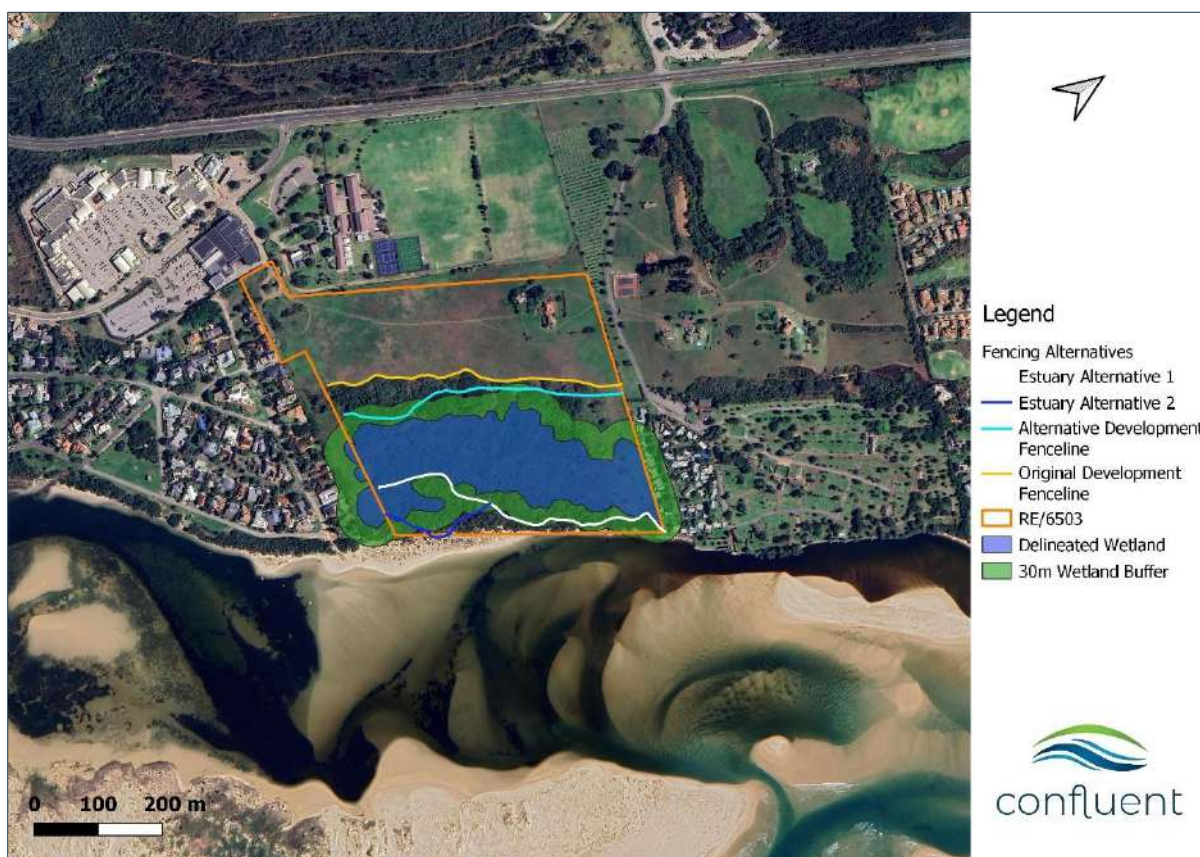 Legend
Fencing Alternatives
Estuary Alternative 1
Estuary Alternative 2
Alternative Development
Fenceline
Original Development
Fenceline
RE/6503
Delineated Wetland
30m Wetland Buffer
0 100 200 m
confluent